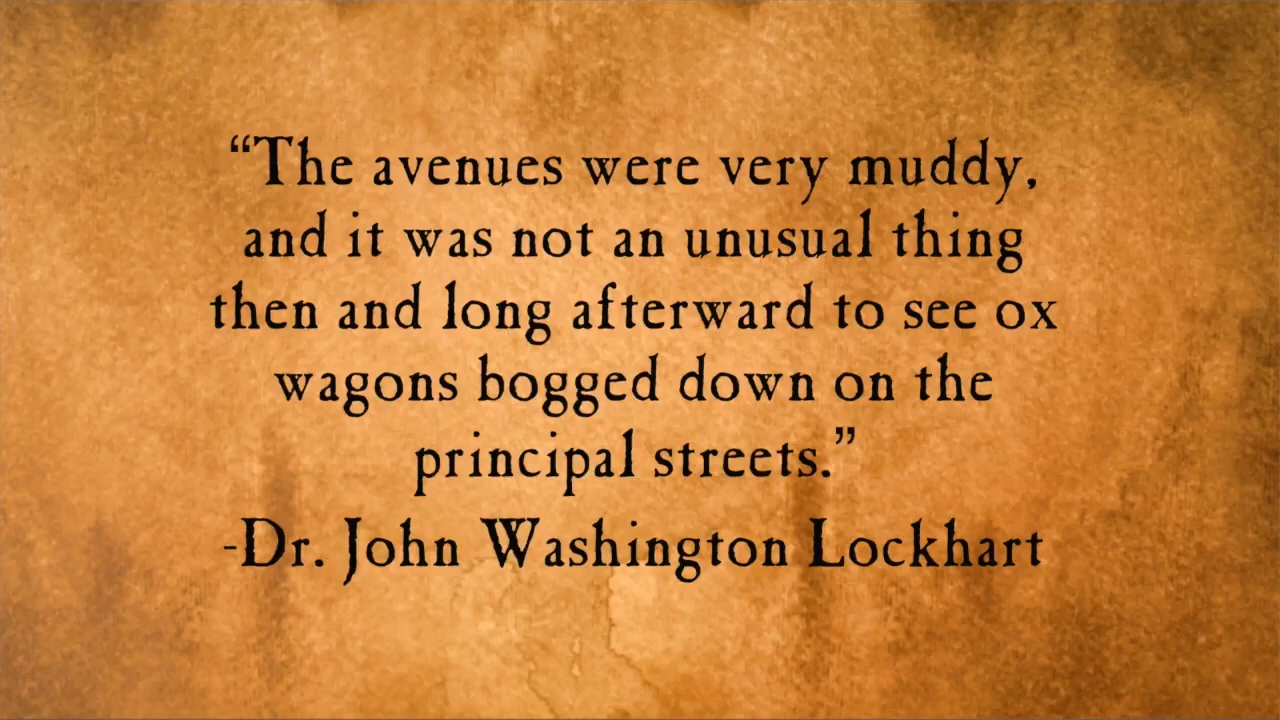 “The avenues were very muddy,
and it was not an unusual thing
then and long afterward to see ox
wagons bogged down on the
principal streets.”
-Dr. John Washington Lockhart